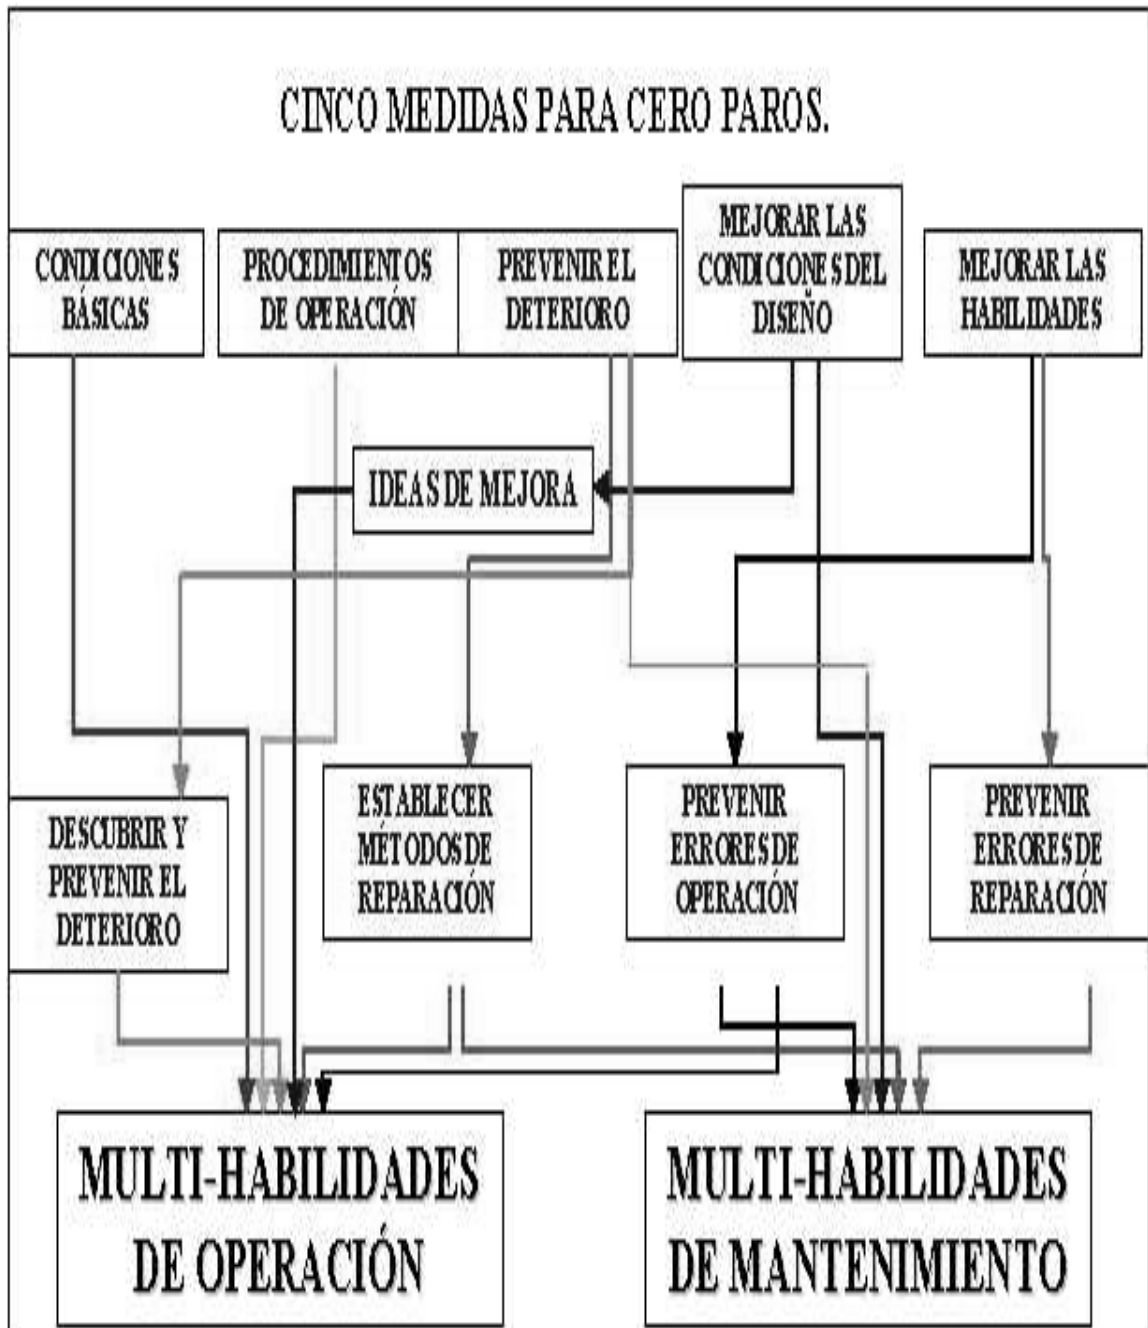 CINCO MEDIDAS PARA CERO PAROS.
CONDICIONES
BÁSICAS
PROCEDIMIENTOS
DE OPERACIÓN
PREVENIR EL
DETERIORO
MEJORAR LAS
CONDICIONES DEL
DISEÑO
MEJORAR LAS
HABILIDADES
IDEAS DE MEJORA
DESCUBRIR Y
PREVENIR EL
DETERIORO
ESTABLECER
MÉTODOS DE
REPARACIÓN
PREVENIR
ERRORES DE
OPERACIÓN
PREVENIR
ERRORES DE
REPARACIÓN
MULTI-HABILIDADES
DE OPERACIÓN
MULTI-HABILIDADES
DE MANTENIMIENTO